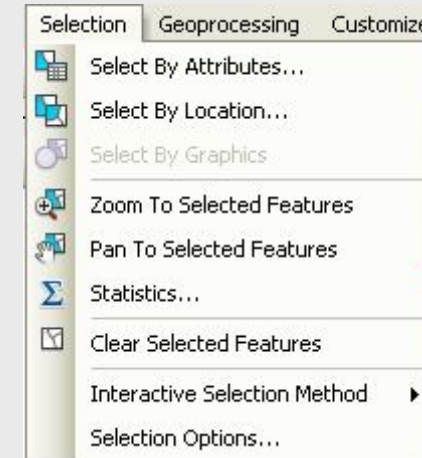 Selection Geoprocessing Customize
Select By Attributes...
Select By Location...
Select By Graphics
Zoom To Selected Features
Pan To Selected Features
Statistics...
Clear Selected Features
Interactive Selection Method
Selection Options...